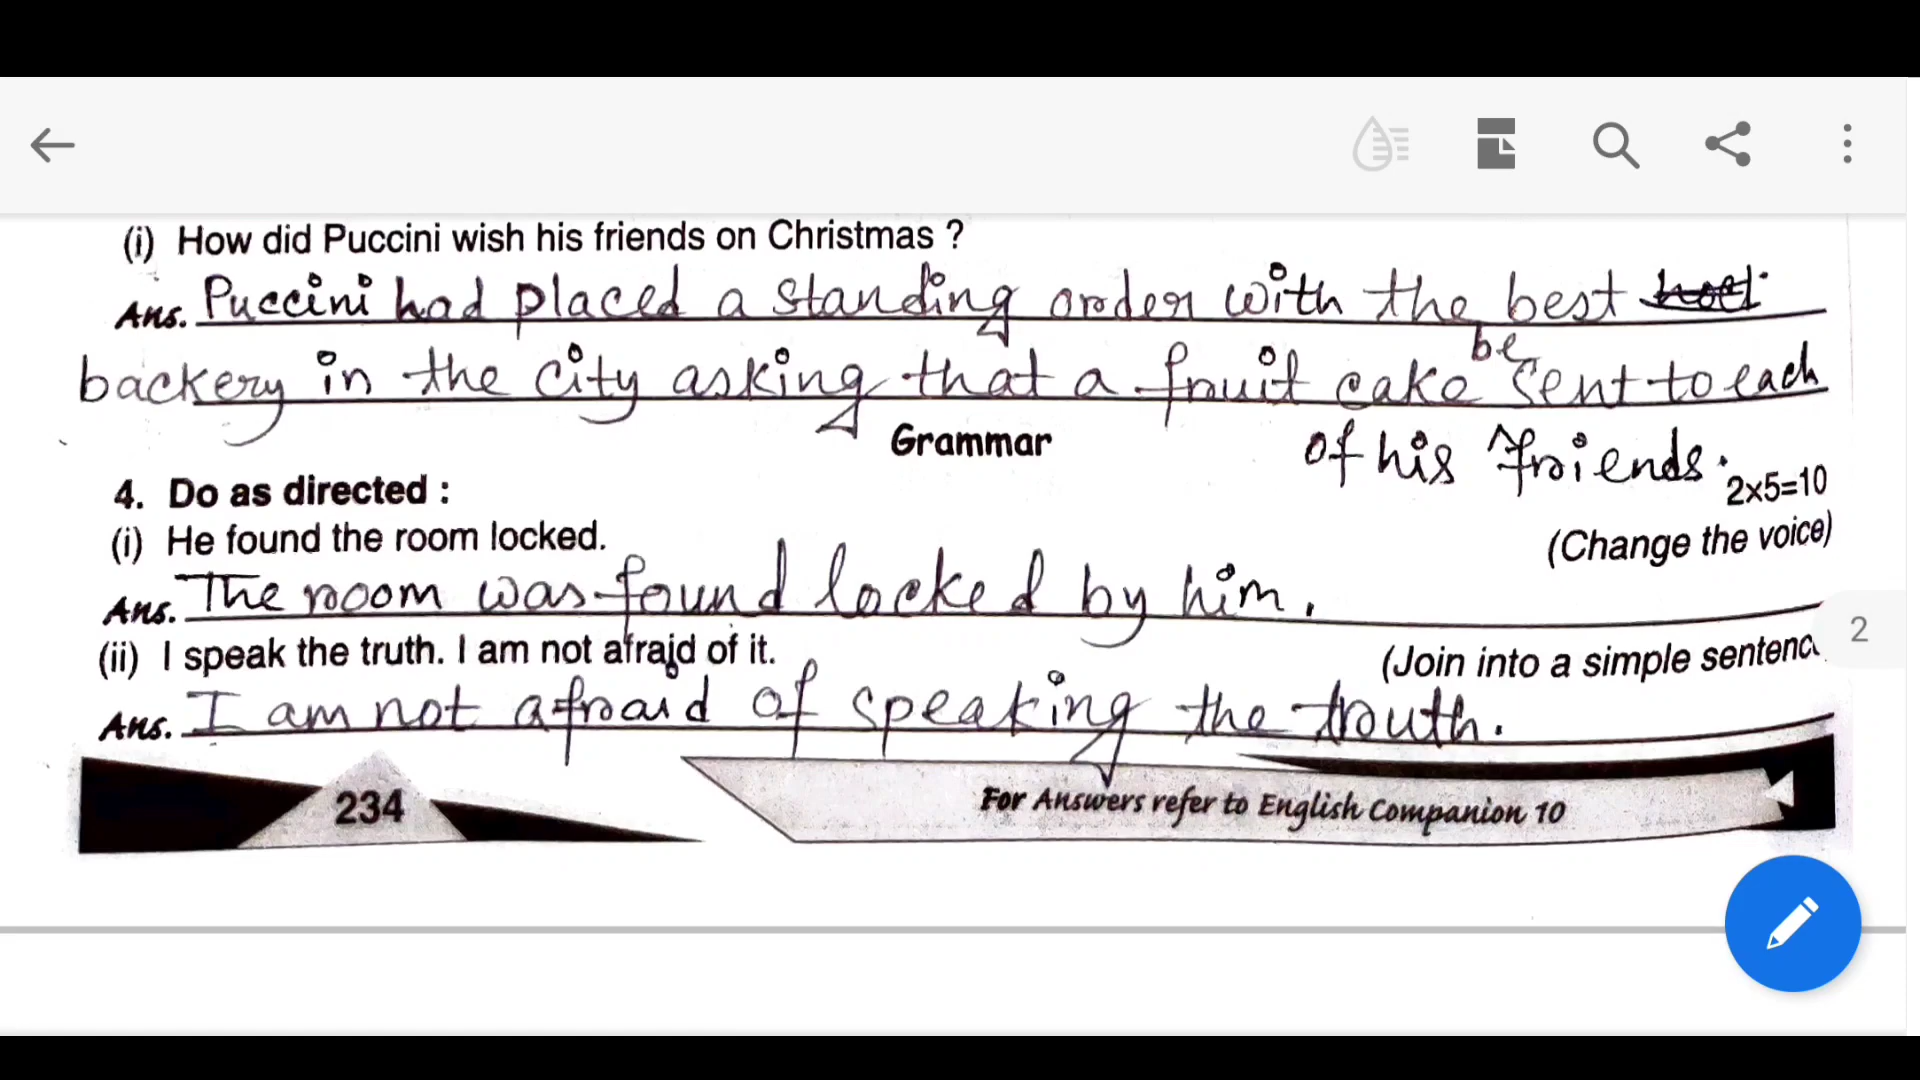 (i) How did Puccini wish his friends on Christmas ?
Ans. Puccini had placed a standing order with the best
be
backery in the city asking that a fruit cake sent to each
Grammar
of his friends.
2x5=10
4. Do as directed :
(i) He found the room locked.
(Change the voice)
Ans. The room was found locked by him.
2
(ii) I speak the truth. I am not afraid of it.
(Join into a simple sentence
Ans. I am not afraid of speaking the truth.
234
For Answers refer to English Companion 10